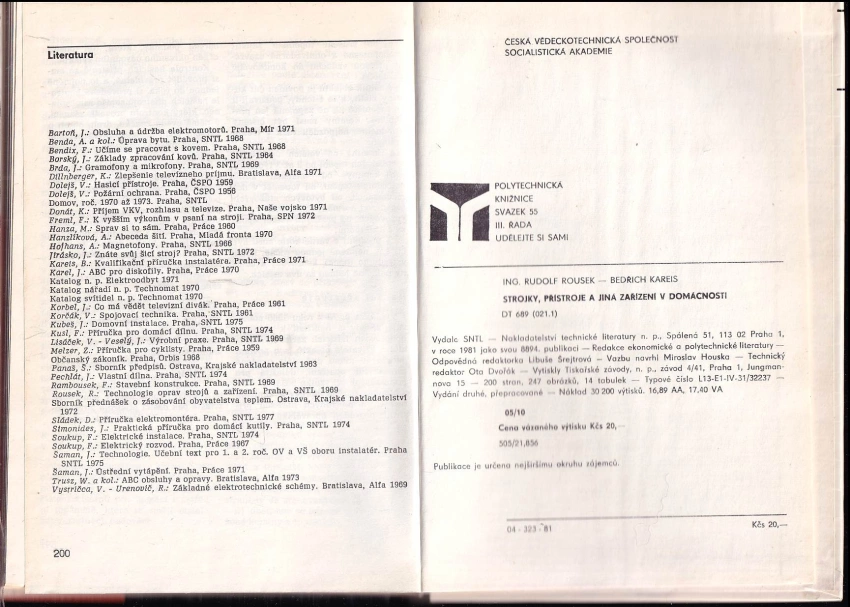 Literatura
Bartoň, J.: Obsluha a údržba elektromotorů. Praha, Mír 1971
Benda, A. a kol.: Úprava bytu. Praha, SNTL 1968
Bendix, F.: Učíme se pracovat s kovem. Praha, SNTL 1968
Borský, J.: Základy zpracování kovů. Praha, SNTL 1964
Brda, J.: Gramofony a mikrofony. Praha, SNTL 1969
Dillnberger, K.: Zlepšenie televízneho príjmu. Bratislava, Alfa 1971
Dolejš, V.: Hasicí přístroje. Praha, ČSPO 1959
Dolejš, V.: Požární ochrana. Praha, ČSPO 1956
Domov, roč. 1970 až 1973. Praha, SNTL
Donát, K.: Příjem VKV, rozhlasu a televize. Praha, Naše vojsko 1971
Freml, F.: K vyšším výkonům v psaní na stroji. Praha, SPN 1972
Hanza, M.: Sprav si to sám. Praha, Práce 1960
Hanzlíková, A.: Abeceda šití. Praha, Mladá fronta 1970
Hofhans, A.: Magnetofony. Praha, SNTL 1966
Jirásko, J.: Znáte svůj šicí stroj? Praha, SNTL 1972
Kareis, B.: Kvalifikační příručka instalatéra. Praha, Práce 1971
Karel, J.: ABC pro diskofily. Praha, Práce 1970
Katalog n. p. Elektroodbyt 1971
Katalog nářadí n. p. Technomat 1970
Katalog svítidel n. p. Technomat 1970
Korbel, J.: Co má vědět televizní divák. Praha, Práce 1961
Korčák, V.: Spojovací technika. Praha, SNTL 1961
Kubeš, J.: Domovní instalace. Praha, SNTL 1975
Kusl, F.: Příručka pro domácí dílnu. Praha, SNTL 1974
Lisáček, V. - Veselý, J.: Výrobní praxe. Praha, SNTL 1969
Melzer, Z.: Příručka pro cyklisty. Praha, Práce 1959
Občanský zákoník. Praha, Orbis 1968
Panaš, Š.: Sborník předpisů. Ostrava, Krajské nakladatelství 1963
Pechlát, J.: Vlastní dílna. Praha, SNTL 1974
Rambousek, F.: Stavební konstrukce. Praha, SNTL 1969
Rousek, R.: Technologie oprav strojů a zařízení. Praha, SNTL 1969
Sborník přednášek o zásobování obyvatelstva teplem. Ostrava, Krajské nakladatelství
1972
Sládek, D.: Příručka elektromontéra. Praha, SNTL 1977
Simonides, J.: Praktická příručka pro domácí kutily. Praha, SNTL 1974
Soukup, F.: Elektrické instalace. Praha, SNTL 1974
Soukup, F.: Elektrický rozvod. Praha, Práce 1967
Šaman, J.: Technologie. Učební text pro 1. a 2. roč. OV a VŠ oboru instalatér. Praha
SNTL 1975
Šaman, J.: Ústřední vytápění. Praha, Práce 1971
Trusz, W. a kol.: ABC obsluhy a opravy. Bratislava, Alfa 1973
Vystričca, V. - Urenovič, R.: Základné elektrotechnické schémy. Bratislava, Alfa 1969
200
ČESKÁ VĚDECKOTECHNICKÁ SPOLEČNOST
SOCIALISTICKÁ AKADEMIE
POLYTECHNICKÁ
KNIŽNICE
SVAZEK 55
III. ŘADA
UDĚLEJTE SI SAMI
ING. RUDOLF ROUSEK — BEDŘICH KAREIS
STROJKY, PŘÍSTROJE A JINÁ ZAŘÍZENÍ V DOMÁCNOSTI
DT 689 (021.1)
Vydalo SNTL — Nakladatelství technické literatury n. p., Spálená 51, 113 02 Praha 1,
v roce 1981 jako svou 8894. publikaci — Redakce ekonomické a polytechnické literatury —
Odpovědná redaktorka Libuše Šrejtrová — Vazbu navrhl Miroslav Houska — Technický
redaktor Ota Dvořák — Vytiskly Tiskařské závody, n. p., závod 4/41, Praha 1, Jungman-
nova 15 — 200 stran, 247 obrázků, 14 tabulek — Typové číslo L13-E1-IV-31/32237 —
Vydání druhé, přepracované — Náklad 30 200 výtisků. 16,89 AA, 17,40 VA
05/10
Cena vázaného výtisku Kčs 20,—
505/21,856
Publikace je určena nejširšímu okruhu zájemců.
04 - 323 - 81
Kčs 20,—